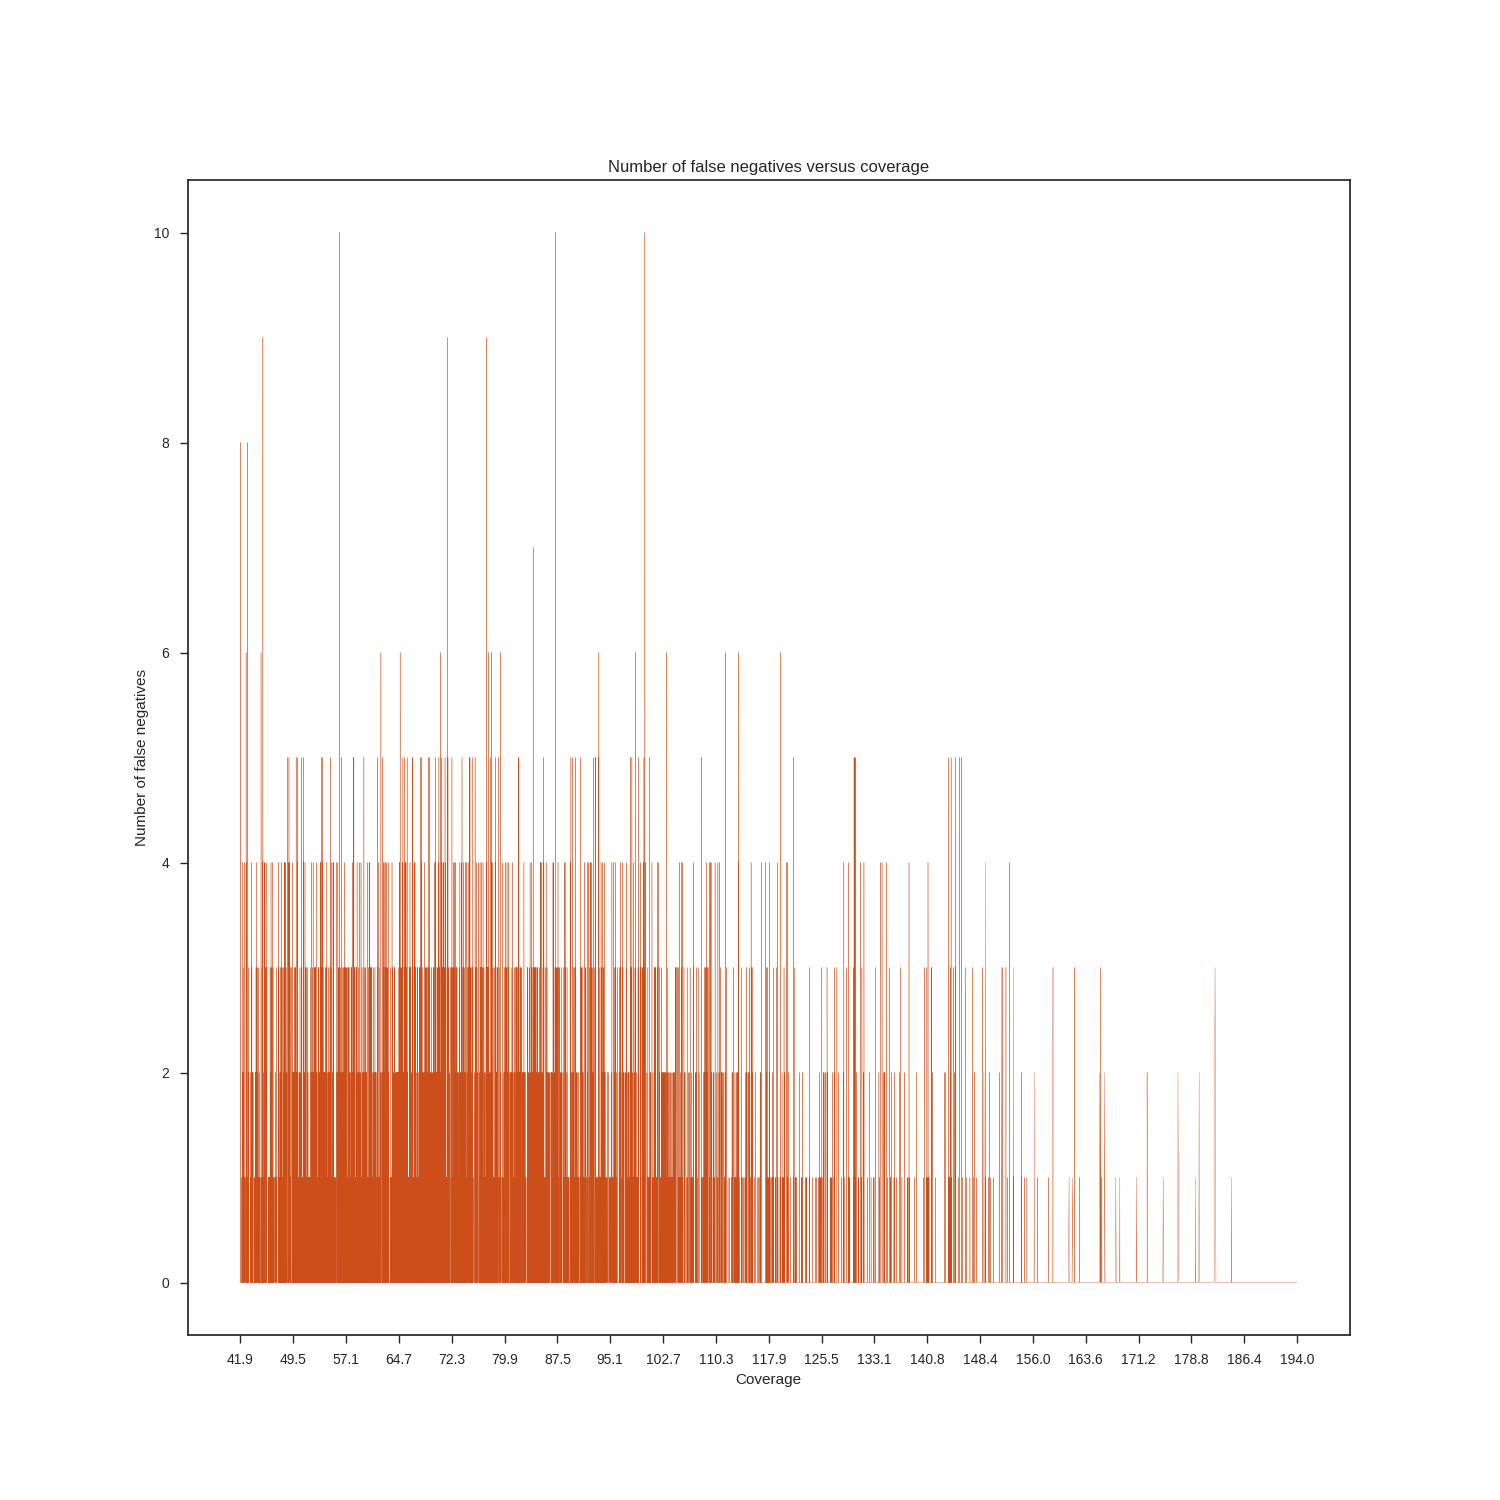 Number of false negatives versus coverage
Number of false negatives
10
8
6
4
2
0
41.9 49.5 57.1 64.7 72.3 79.9 87.5 95.1 102.7 110.3 117.9 125.5 133.1 140.8 148.4 156.0 163.6 171.2 178.8 186.4 194.0
Coverage